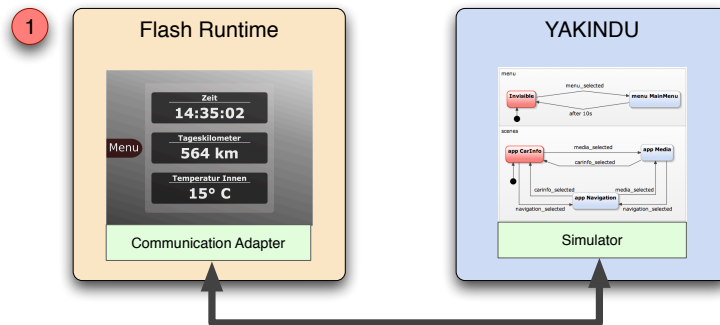 1
Flash Runtime
Zeit
14:35:02
Menu
Tageskilometer
564 km
Temperatur Innen
15° C
Communication Adapter
YAKINDU
menu
menu_selected
Invisible
menu MainMenu
after 10s
scenes
media_selected
app CarInfo
app Media
carinfo_selected
carinfo_selected
media_selected
app Navigation
navigation_selected
navigation_selected
Simulator